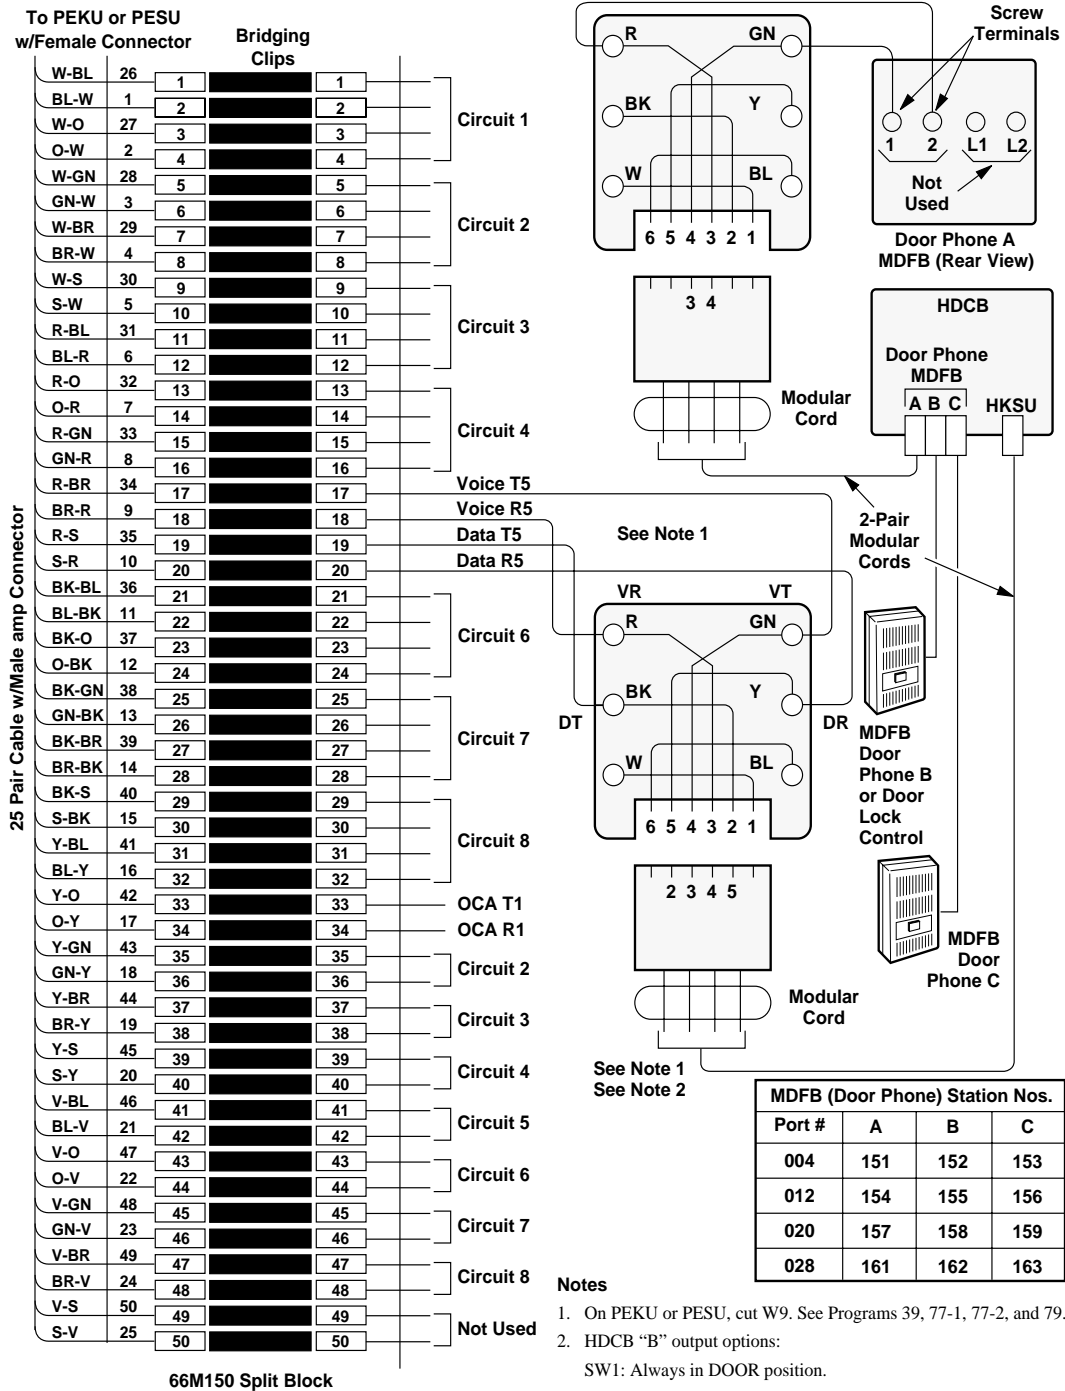 To PEKU or PESU
w/Female Connector
Bridging
Clips
25 Pair Cable w/Male amp Connector
W-BL 26 1 1
BL-W 1 2 2
W-O 27 3 3
O-W 2 4 4
Circuit 1
W-GN 28 5 5
GN-W 3 6 6
W-BR 29 7 7
BR-W 4 8 8
Circuit 2
W-S 30 9 9
S-W 5 10 10
R-BL 31 11 11
BL-R 6 12 12
Circuit 3
R-O 32 13 13
O-R 7 14 14
R-GN 33 15 15
GN-R 8 16 16
Circuit 4
R-BR 34 17 17 Voice T5
BR-R 9 18 18 Voice R5
R-S 35 19 19 Data T5
S-R 10 20 20 Data R5
BK-BL 36 21 21
BL-BK 11 22 22
BK-O 37 23 23
O-BK 12 24 24
Circuit 6
BK-GN 38 25 25
GN-BK 13 26 26
BK-BR 39 27 27
BR-BK 14 28 28
Circuit 7
BK-S 40 29 29
S-BK 15 30 30
Y-BL 41 31 31
BL-Y 16 32 32
Circuit 8
Y-O 42 33 33 OCA T1
O-Y 17 34 34 OCA R1
Y-GN 43 35 35
GN-Y 18 36 36
Circuit 2
Y-BR 44 37 37
BR-Y 19 38 38
Circuit 3
Y-S 45 39 39
S-Y 20 40 40
Circuit 4
V-BL 46 41 41
BL-V 21 42 42
Circuit 5
V-O 47 43 43
O-V 22 44 44
Circuit 6
V-GN 48 45 45
GN-V 23 46 46
Circuit 7
V-BR 49 47 47
BR-V 24 48 48
Circuit 8
V-S 50 49 49
S-V 25 50 50
Not Used
66M150 Split Block
R GN
BK Y
W BL
6 5 4 3 2 1
3 4
Modular
Cord
Screw
Terminals
1 2 L1 L2
Not
Used
Door Phone A
MDFB (Rear View)
HDCB
Door Phone
MDFB
A B C HKSU
2-Pair
Modular
Cords
See Note 1
VR VT
R GN
BK Y
DT DR
W BL
6 5 4 3 2 1
2 3 4 5
Modular
Cord
See Note 1
See Note 2
MDFB
Door
Phone B
or Door
Lock
Control
MDFB
Door
Phone C
MDFB (Door Phone) Station Nos.
Port # A B C
004 151 152 153
012 154 155 156
020 157 158 159
028 161 162 163
Notes
1. On PEKU or PESU, cut W9. See Programs 39, 77-1, 77-2, and 79.
2. HDCB “B” output options:
SW1: Always in DOOR position.